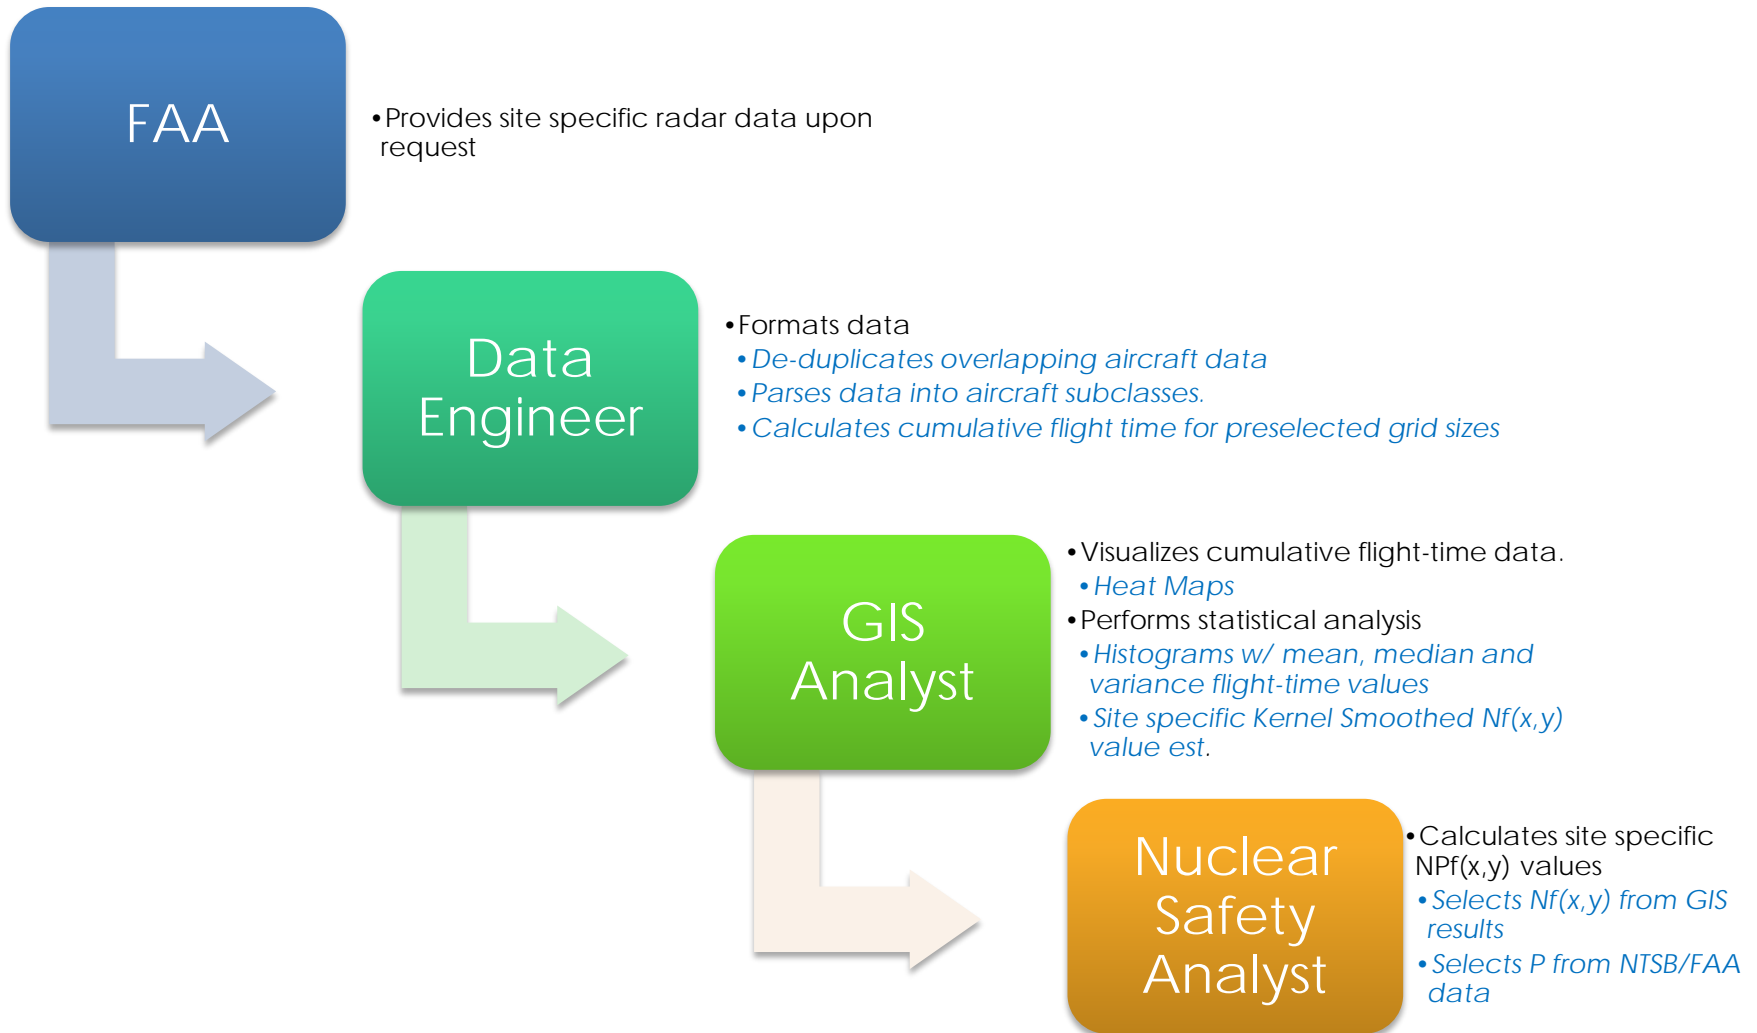 FAA
•Provides site specific radar data upon
request
Data
Engineer
•Formats data
•De-duplicates overlapping aircraft data
•Parses data into aircraft subclasses.
•Calculates cumulative flight time for preselected grid sizes
GIS
Analyst
•Visualizes cumulative flight-time data.
•Heat Maps
•Performs statistical analysis
•Histograms w/ mean, median and
variance flight-time values
•Site specific Kernel Smoothed Nf(x,y)
value est.
Nuclear
Safety
Analyst
•Calculates site specific
NPf(x,y) values
•Selects Nf(x,y) from GIS
results
•Selects P from NTSB/FAA
data